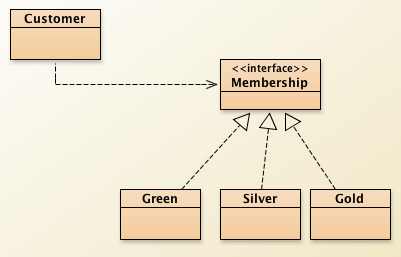 Customer
<<interface>>
Membership
Green
Silver
Gold